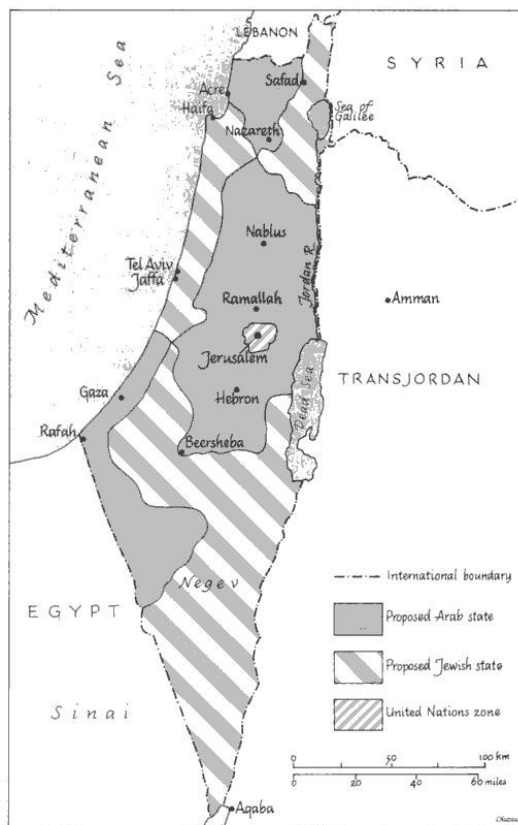 LEBANON
SYRIA
Mediterranean Sea
Safad
Acre
Haifa
Sea of
Galilee
Nazareth
Nablus
Tel Aviv
Jaffa
Jordan R.
Amman
Ramallah
Jerusalem
TRANSJORDAN
Gaza
Hebron
Dead Sea
Rafah
Beersheba
Negev
International boundary
EGYPT
Proposed Arab state
Sinai
Proposed Jewish state
United Nations zone
0 50 100 km
0 20 40 60 miles
Aqaba